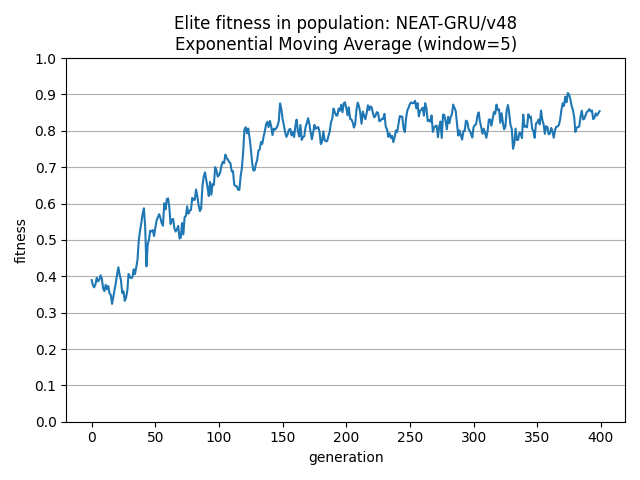 Elite fitness in population: NEAT-GRU/v48
Exponential Moving Average (window=5)
1.0
0.9
0.8
0.7
0.6
0.5
0.4
0.3
0.2
0.1
0.0
fitness
0 50 100 150 200 250 300 350 400
generation